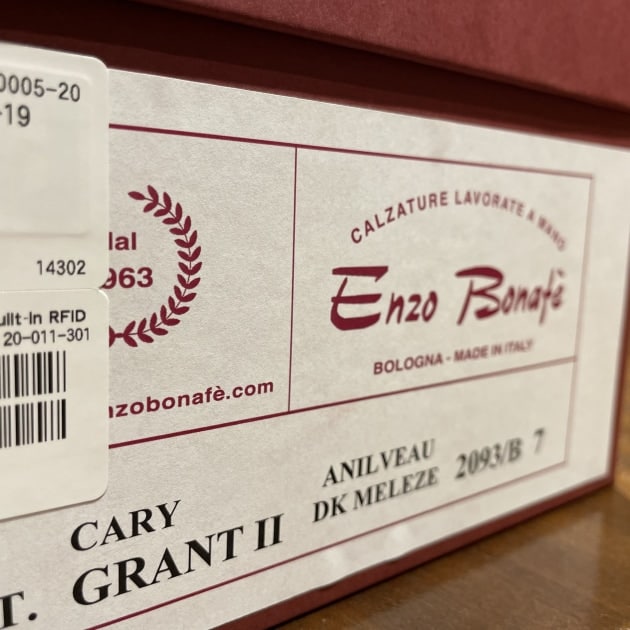 0005-20
-19
14302
uilt-In RFID
20-011-301
dal
963
nzobonafè.com
CALZATURE LAVORATE A MANO
Enzo Bonafè
BOLOGNA - MADE IN ITALY
ANILVEAU
DK MELEZE
2093/B 7
CARY
T. GRANT II